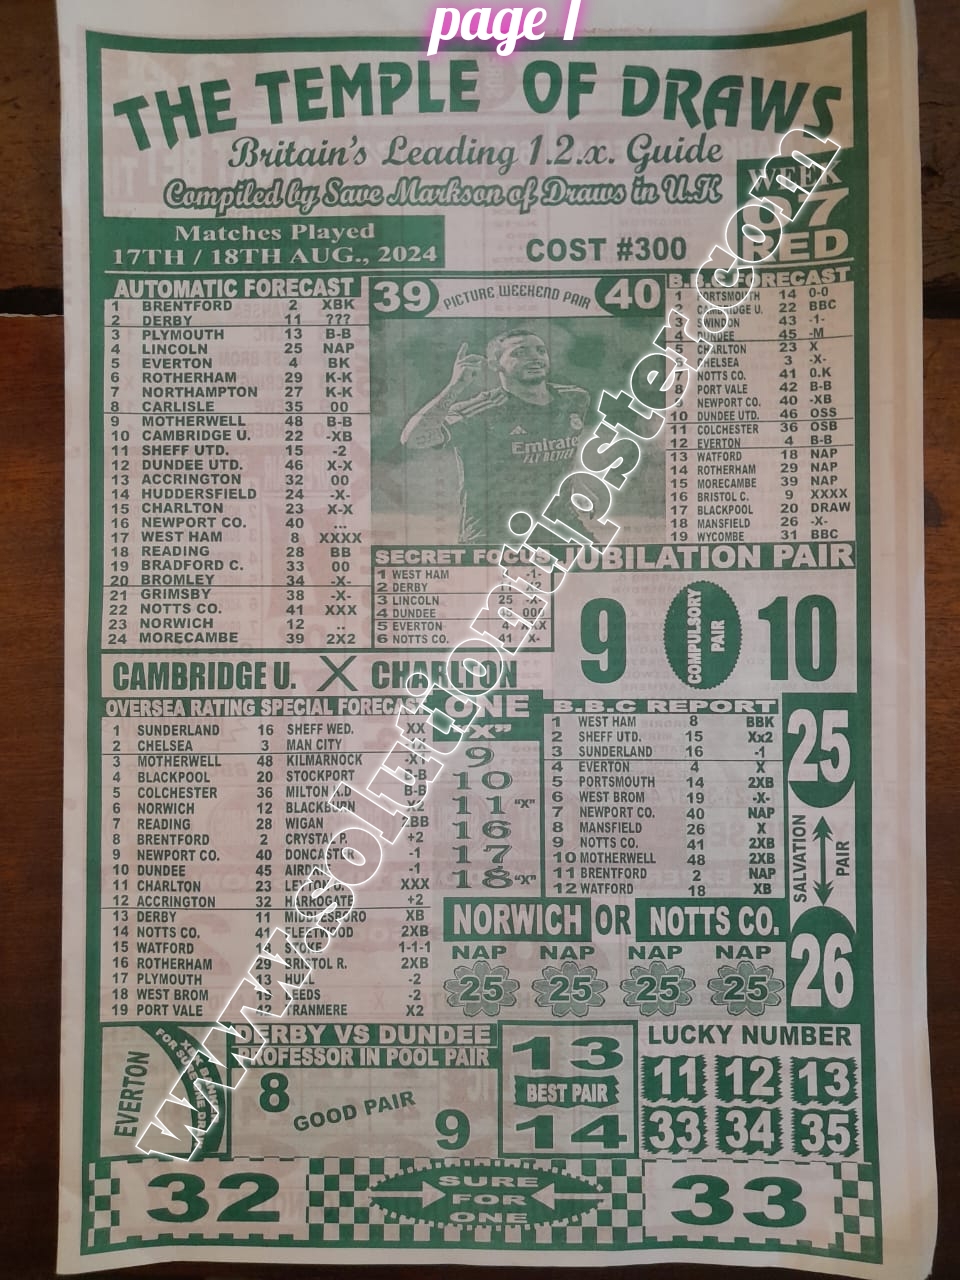 page 1
THE TEMPLE OF DRAWS
Britain's Leading 1.2.x. Guide
Compiled by Save Markson of Draws in U.K
WEEK
RED
Matches Played
17TH / 18TH AUG., 2024
COST #300
AUTOMATIC FORECAST
1 BRENTFORD 2 XBK
2 DERBY 11 ???
3 PLYMOUTH 13 B-B
4 LINCOLN 25 NAP
5 EVERTON 4 BK
6 ROTHERHAM 29 K-K
7 NORTHAMPTON 27 K-K
8 CARLISLE 35 00
9 MOTHERWELL 48 B-B
10 CAMBRIDGE U. 22 -XB
11 SHEFF UTD. 15 -2
12 DUNDEE UTD. 46 X-X
13 ACCRINGTON 32 00
14 HUDDERSFIELD 24 -X-
15 CHARLTON 23 X-X
16 NEWPORT CO. 40 ...
17 WEST HAM 8 XXXX
18 READING 28 BB
19 BRADFORD C. 33 00
20 BROMLEY 34 -X-
21 GRIMSBY 38 -X-
22 NOTTS CO. 41 XXX
23 NORWICH 12 ..
24 MORECAMBE 39 2X2
39 PICTURE WEEKEND PAIR 40
Emirates
FLY BETTER
B.B.C FORECAST
1 PORTSMOUTH 14 0-0
2 CAMBRIDGE U. 22 BBC
3 SWINDON 43 -1-
4 DUNDEE 45 -M
5 CHARLTON 23 X
CHELSEA 3 -X-
7 NOTTS CO. 41 0.K
8 PORT VALE 42 B-B
9 NEWPORT CO. 40 -XB
10 DUNDEE UTD. 46 OSS
11 COLCHESTER 36 OSB
12 EVERTON 4 B-B
13 WATFORD 18 NAP
14 ROTHERHAM 29 NAP
15 MORECAMBE 39 NAP
16 BRISTOL C. 9 XXXX
17 BLACKPOOL 20 DRAW
18 MANSFIELD 26 -X-
19 WYCOMBE 31 BBC
SECRET FOCUS
1 WEST HAM -1-
2 DERBY 11 X2
3 LINCOLN 25 -X-
4 DUNDEE 45 000
5 EVERTON 4 XXX
6 NOTTS CO. 41 X-
JUBILATION PAIR
9 COMPULSORY PAIR 10
CAMBRIDGE U. X CHARLTON
OVERSEA RATING SPECIAL FORECAST
1 SUNDERLAND 16 SHEFF WED. XX
2 CHELSEA 3 MAN CITY
3 MOTHERWELL 48 KILMARNOCK
4 BLACKPOOL 20 STOCKPORT B-B
5 COLCHESTER 36 MILTON K.D B-B
6 NORWICH 12 BLACKBURN X2
7 READING 28 WIGAN 2BB
8 BRENTFORD 2 CRYSTAL P. +2
9 NEWPORT CO. 40 DONCASTER -1
10 DUNDEE 45 AIRDRIE -1
11 CHARLTON 23 LEYTON O. XXX
12 ACCRINGTON 32 HARROGATE +2
13 DERBY 11 MIDDLESBORO XB
14 NOTTS CO. 41 FLEETWOOD 2XB
15 WATFORD 18 STOKE 1-1-1
16 ROTHERHAM 29 BRISTOL R. 2XB
17 PLYMOUTH 13 HULL -2
18 WEST BROM 19 LEEDS -2
19 PORT VALE 42 TRANMERE X2
ONE
"X"
9
10
11 "X"
16
17
18 "X"
B.B.C REPORT
1 WEST HAM 8 BBK
2 SHEFF UTD. 15 Xx2
3 SUNDERLAND 16 -1
4 EVERTON 4 X
5 PORTSMOUTH 14 2XB
6 WEST BROM 19 -X-
7 NEWPORT CO. 40 NAP
8 MANSFIELD 26 X
9 NOTTS CO. 41 2XB
10 MOTHERWELL 48 2XB
11 BRENTFORD 2 NAP
12 WATFORD 18 XB
25
SALVATION PAIR
26
NORWICH OR NOTTS CO.
NAP NAP NAP NAP
25 25 25 25
EVERTON
DERBY VS DUNDEE
PROFESSOR IN POOL PAIR
8 GOOD PAIR 9
13
BEST PAIR
14
LUCKY NUMBER
11 12 13
33 34 35
32 SURE FOR ONE 33
www.solutiontipster.com